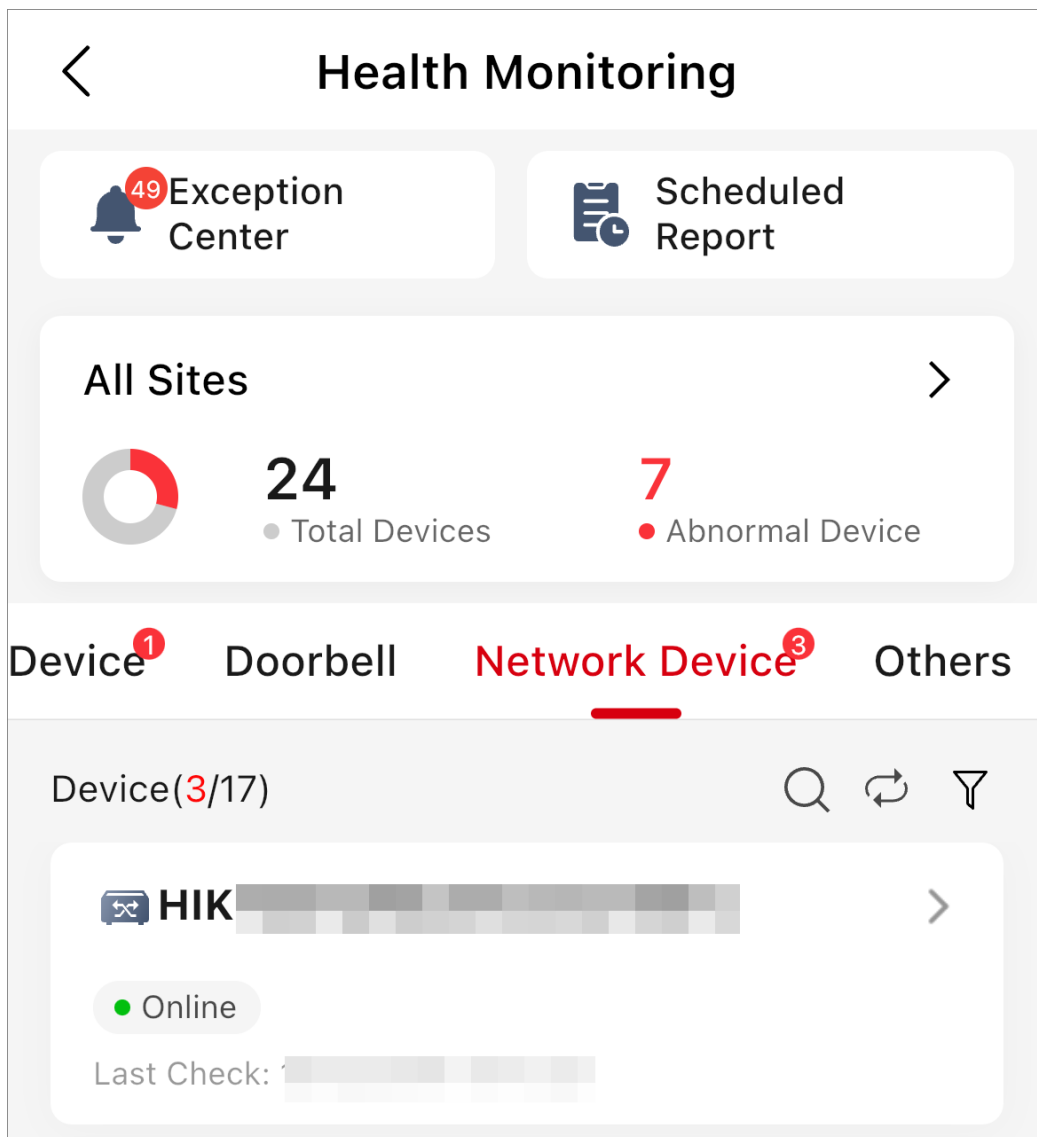 Health Monitoring
49
Exception
Center
Scheduled
Report
All Sites
24
Total Devices
7
Abnormal Device
Device 1
Doorbell
Network Device 3
Others
Device(3/17)
HIK
Online
Last Check: